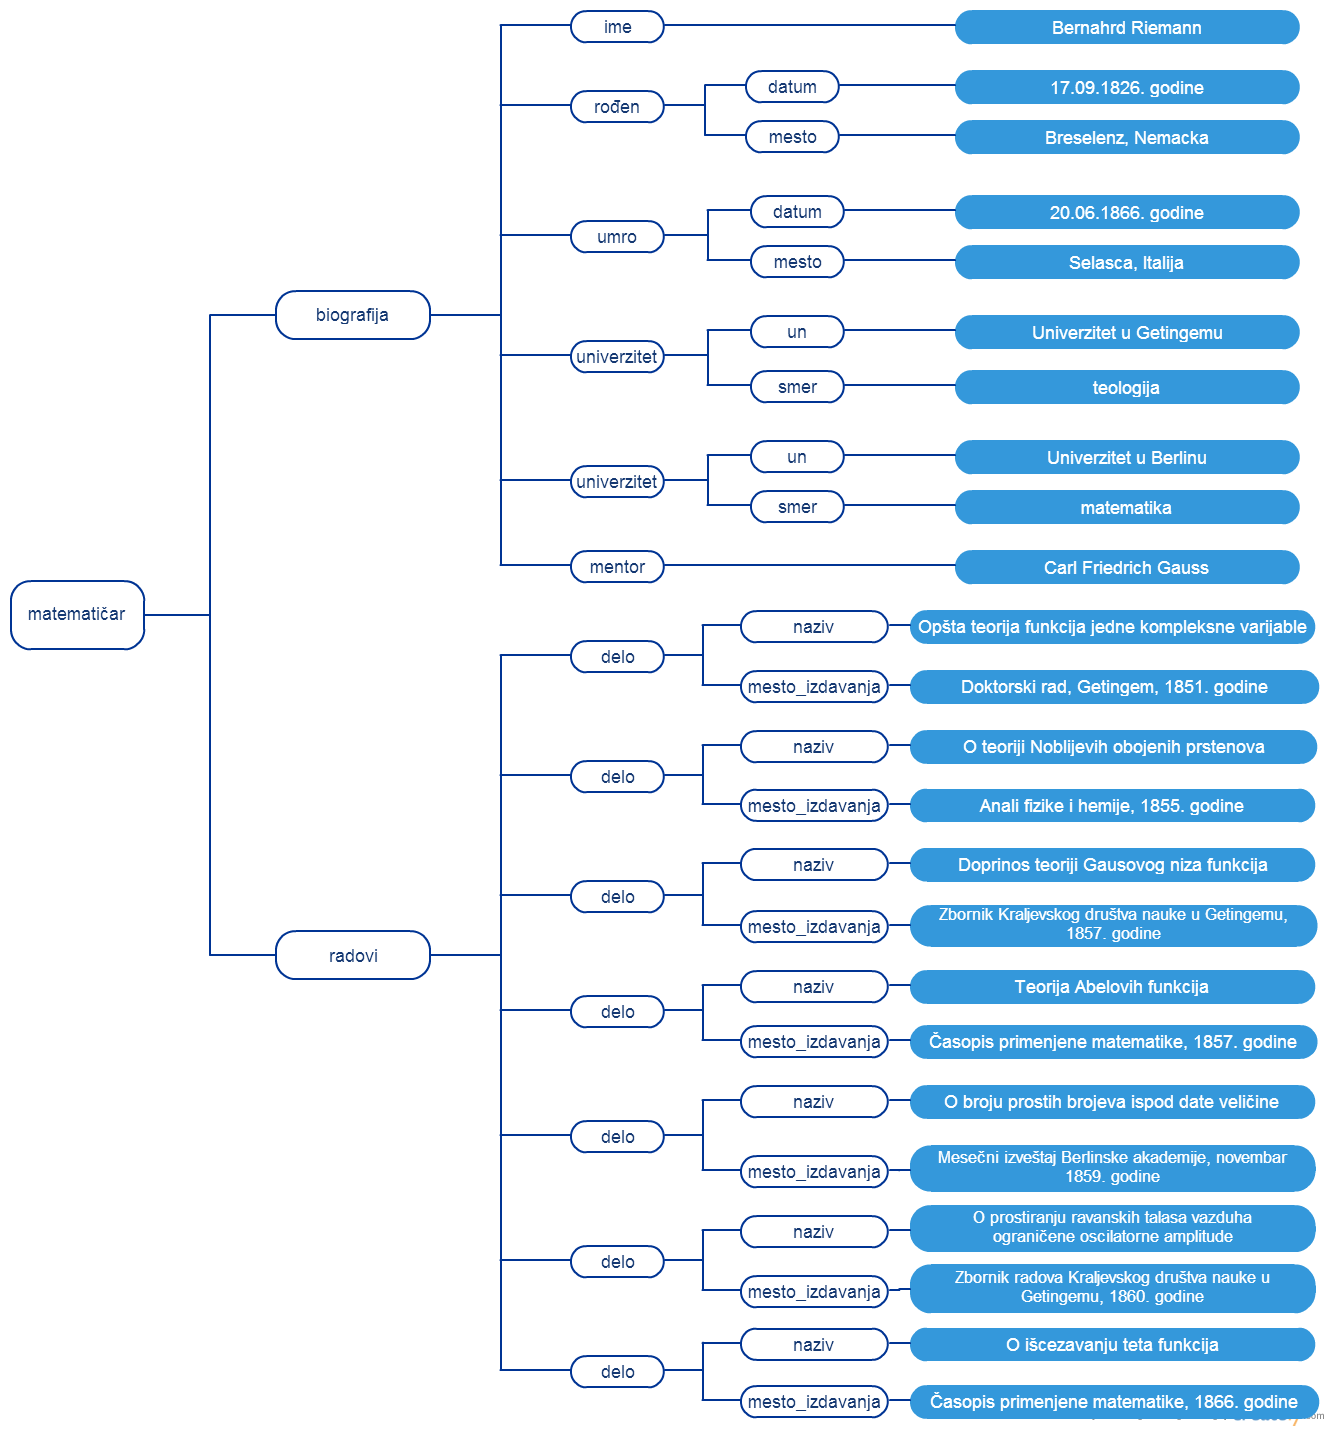 ime
Bernahrd Riemann
rođen
datum
17.09.1826. godine
mesto
Breselenz, Nemacka
umro
datum
20.06.1866. godine
mesto
Selasca, Italija
biografija
univerzitet
un
Univerzitet u Getingemu
smer
teologija
univerzitet
un
Univerzitet u Berlinu
smer
matematika
mentor
Carl Friedrich Gauss
matematičar
delo
naziv
Opšta teorija funkcija jedne kompleksne varijable
mesto_izdavanja
Doktorski rad, Getingem, 1851. godine
delo
naziv
O teoriji Noblijevih obojenih prstenova
mesto_izdavanja
Anali fizike i hemije, 1855. godine
delo
naziv
Doprinos teoriji Gausovog niza funkcija
mesto_izdavanja
Zbornik Kraljevskog društva nauke u Getingemu,
1857. godine
radovi
delo
naziv
Teorija Abelovih funkcija
mesto_izdavanja
Časopis primenjene matematike, 1857. godine
delo
naziv
O broju prostih brojeva ispod date veličine
mesto_izdavanja
Mesečni izveštaj Berlinske akademije, novembar
1859. godine
delo
naziv
O prostiranju ravanskih talasa vazduha
ograničene oscilatorne amplitude
mesto_izdavanja
Zbornik radova Kraljevskog društva nauke u
Getingemu, 1860. godine
delo
naziv
O išcezavanju teta funkcija
mesto_izdavanja
Časopis primenjene matematike, 1866. godine